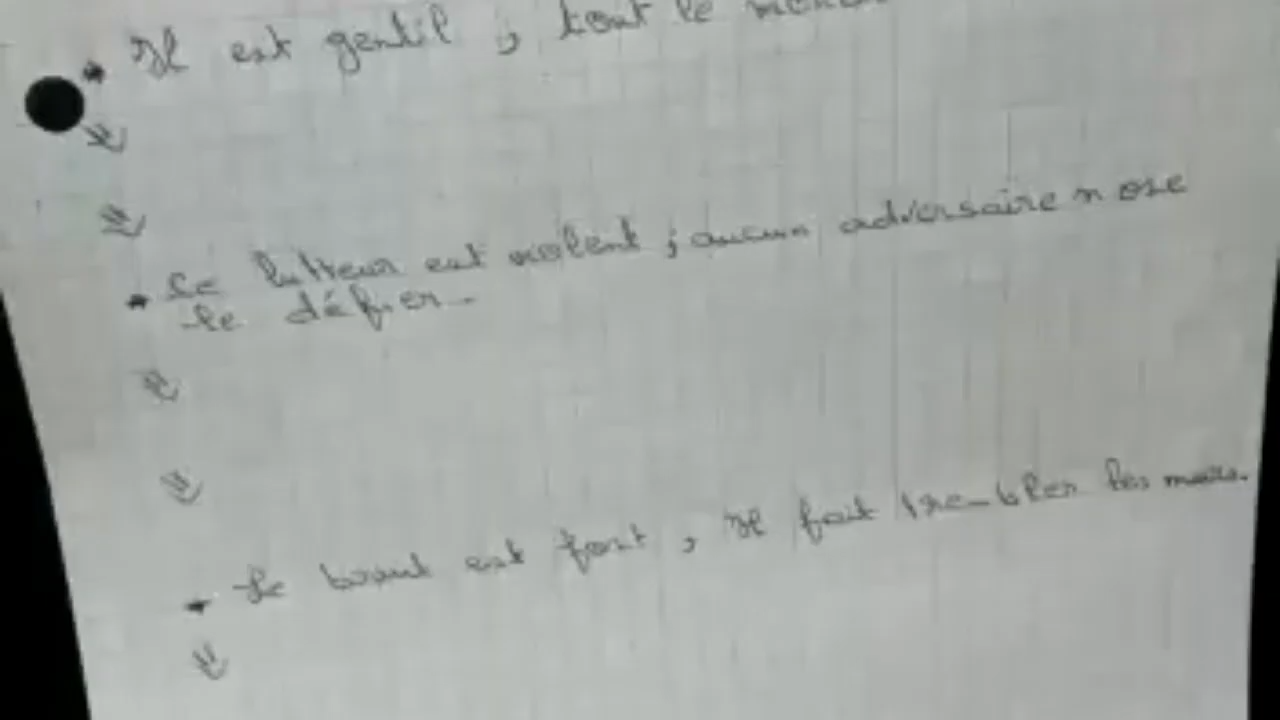 * Il est gentil, tout le
* Ce lutteur est violent ; aucun adversaire n ose
le défier.
* Le bruit est fort, Il fait trembler les murs.